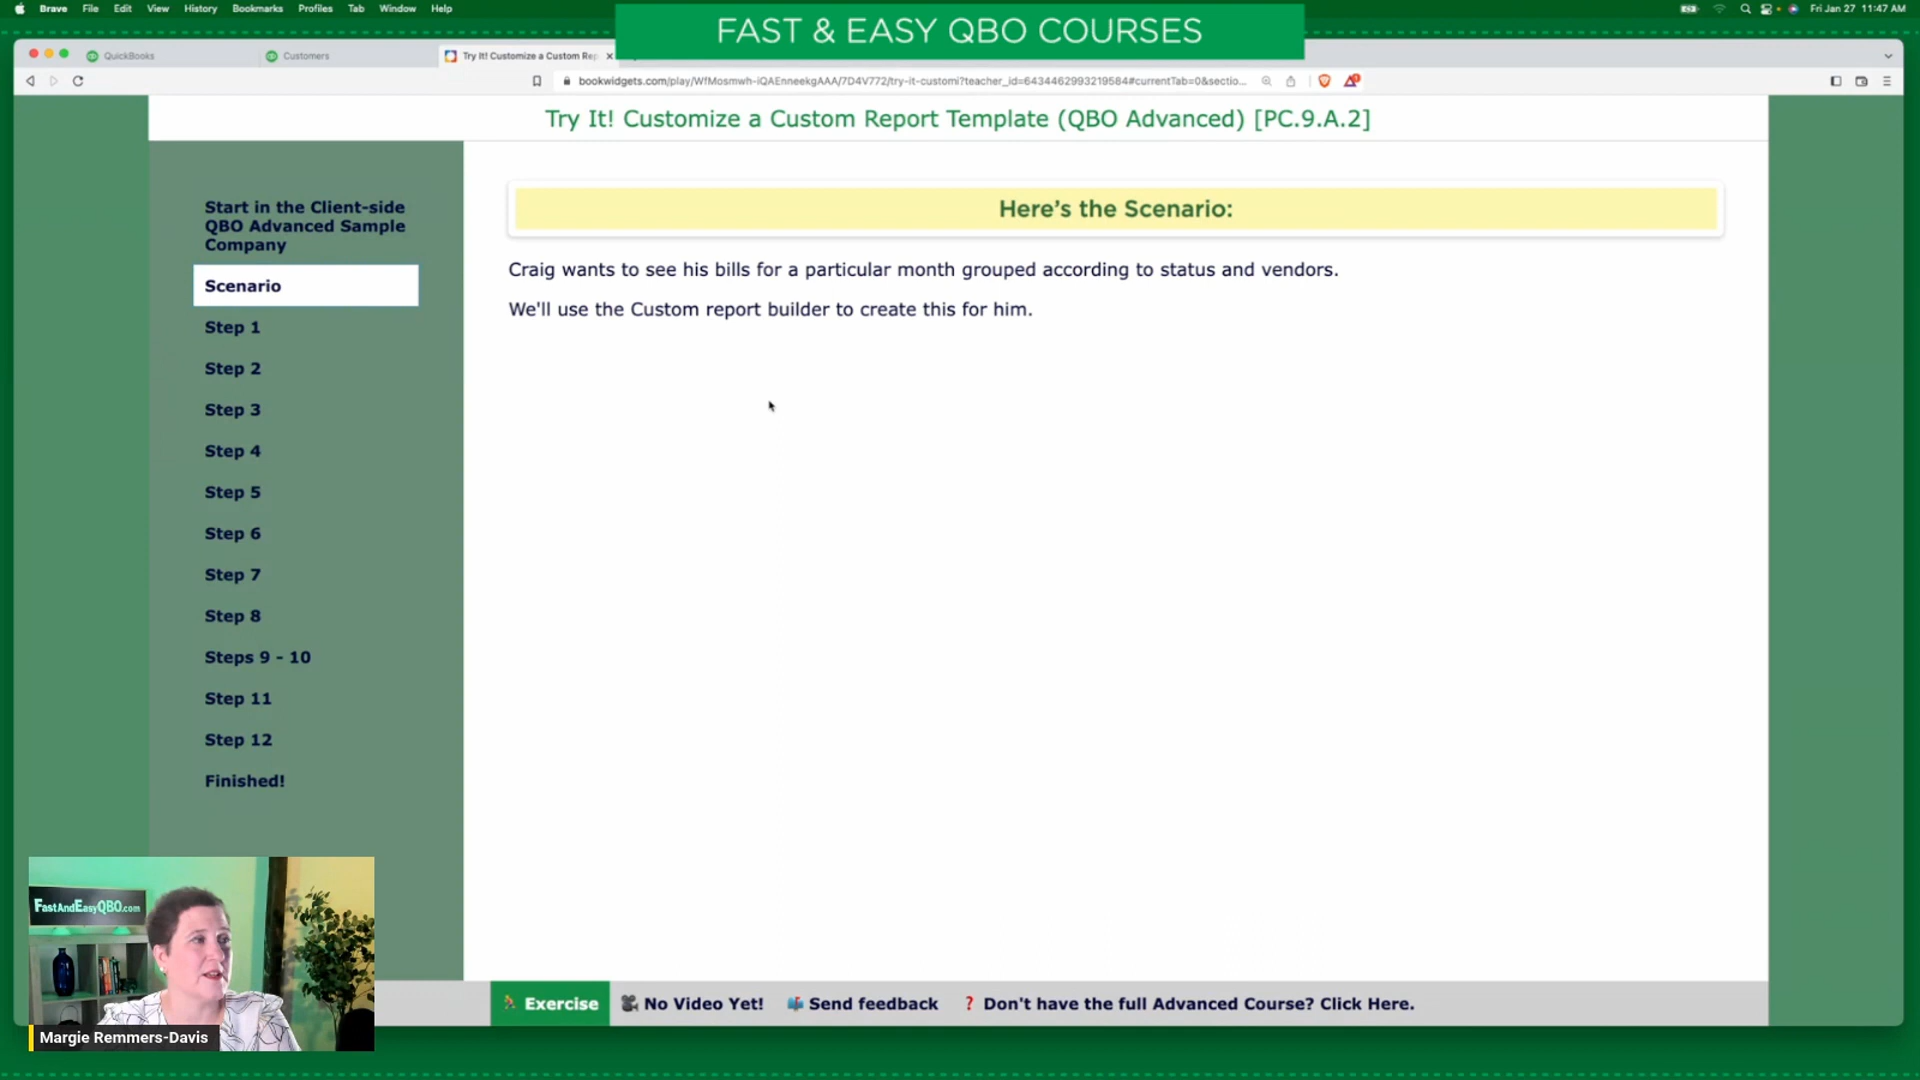 Brave File Edit View History Bookmarks Profiles Tab Window Help
Fri Jan 27 11:47 AM
FAST & EASY QBO COURSES
QuickBooks
Customers
Try It! Customize a Custom Rep
bookwidgets.com/play/WfMosmwh-iQAEnneekgAAA/7D4V772/try-it-customi?teacher_id=6434462993219584#currentTab=0&sectio...
Try It! Customize a Custom Report Template (QBO Advanced) [PC.9.A.2]
Start in the Client-side
QBO Advanced Sample
Company
Scenario
Step 1
Step 2
Step 3
Step 4
Step 5
Step 6
Step 7
Step 8
Steps 9 - 10
Step 11
Step 12
Finished!
Here's the Scenario:
Craig wants to see his bills for a particular month grouped according to status and vendors.
We'll use the Custom report builder to create this for him.
FastAndEasyQBO.com
Margie Remmers-Davis
Exercise
No Video Yet!
Send feedback
Don't have the full Advanced Course? Click Here.